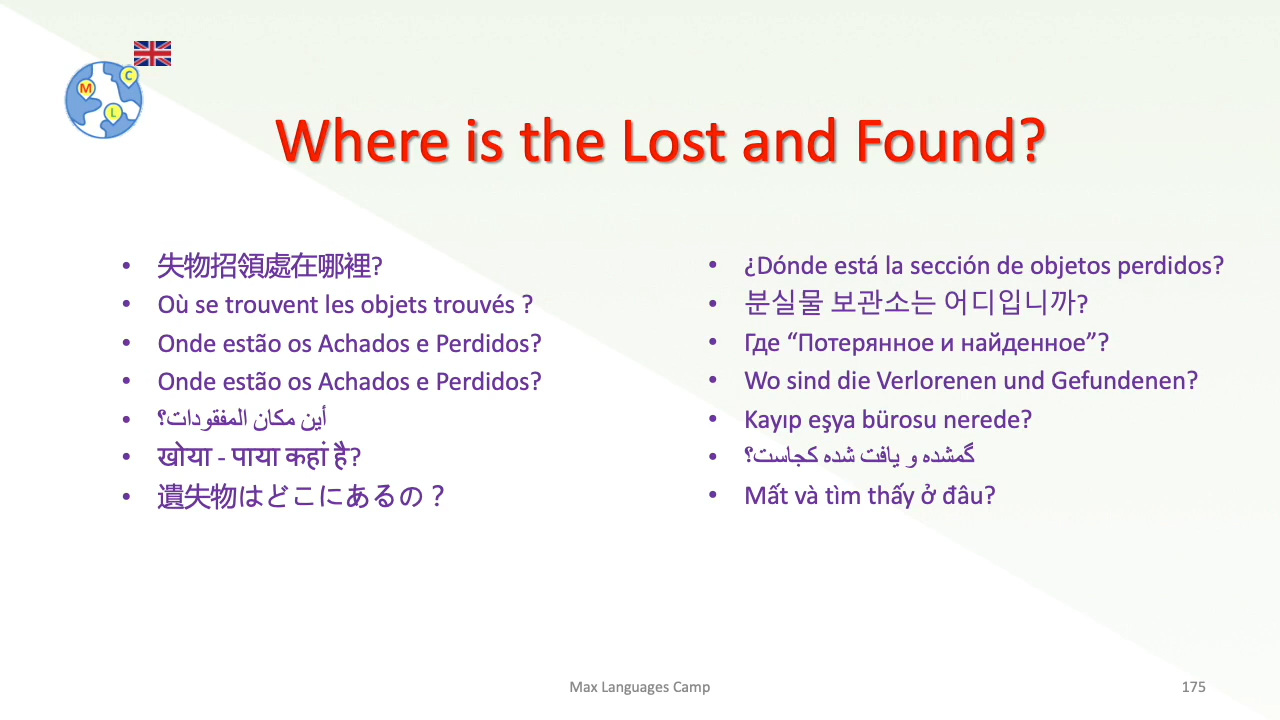 C
M
L
Where is the Lost and Found?
• 失物招領處在哪裡?
• Où se trouvent les objets trouvés ?
• Onde estão os Achados e Perdidos?
• Onde estão os Achados e Perdidos?
• أين مكان المفقودات؟
• खोया - पाया कहां है?
• 遺失物はどこにあるの？
• ¿Dónde está la sección de objetos perdidos?
• 분실물 보관소는 어디입니까?
• Где “Потерянное и найденное”?
• Wo sind die Verlorenen und Gefundenen?
• Kayıp eşya bürosu nerede?
• گمشده و یافت شده کجاست؟
• Mất và tìm thấy ở đâu?
Max Languages Camp
175